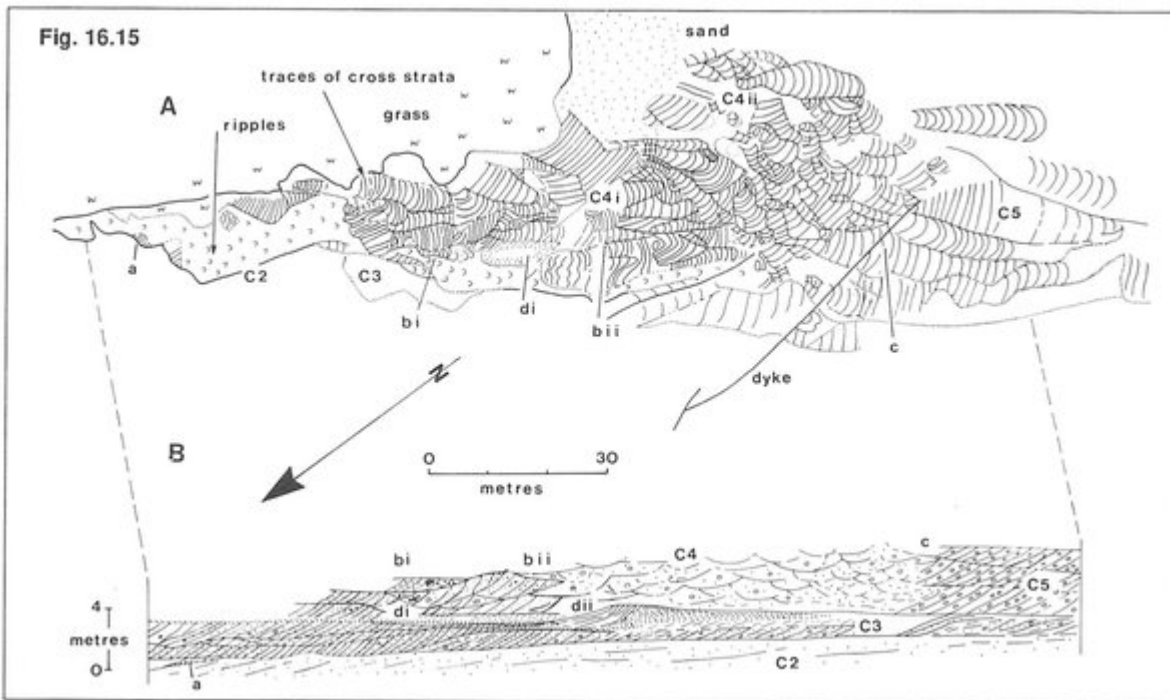 Fig. 16.15
sand
traces of cross strata
A
C4ii
grass
ripples
C4i
C5
a
C2
C3
bi
di
bii
c
dyke
N
B
0 30
metres
bi bii C4 c
4
di dii C5
metres
C3
0
C2
a